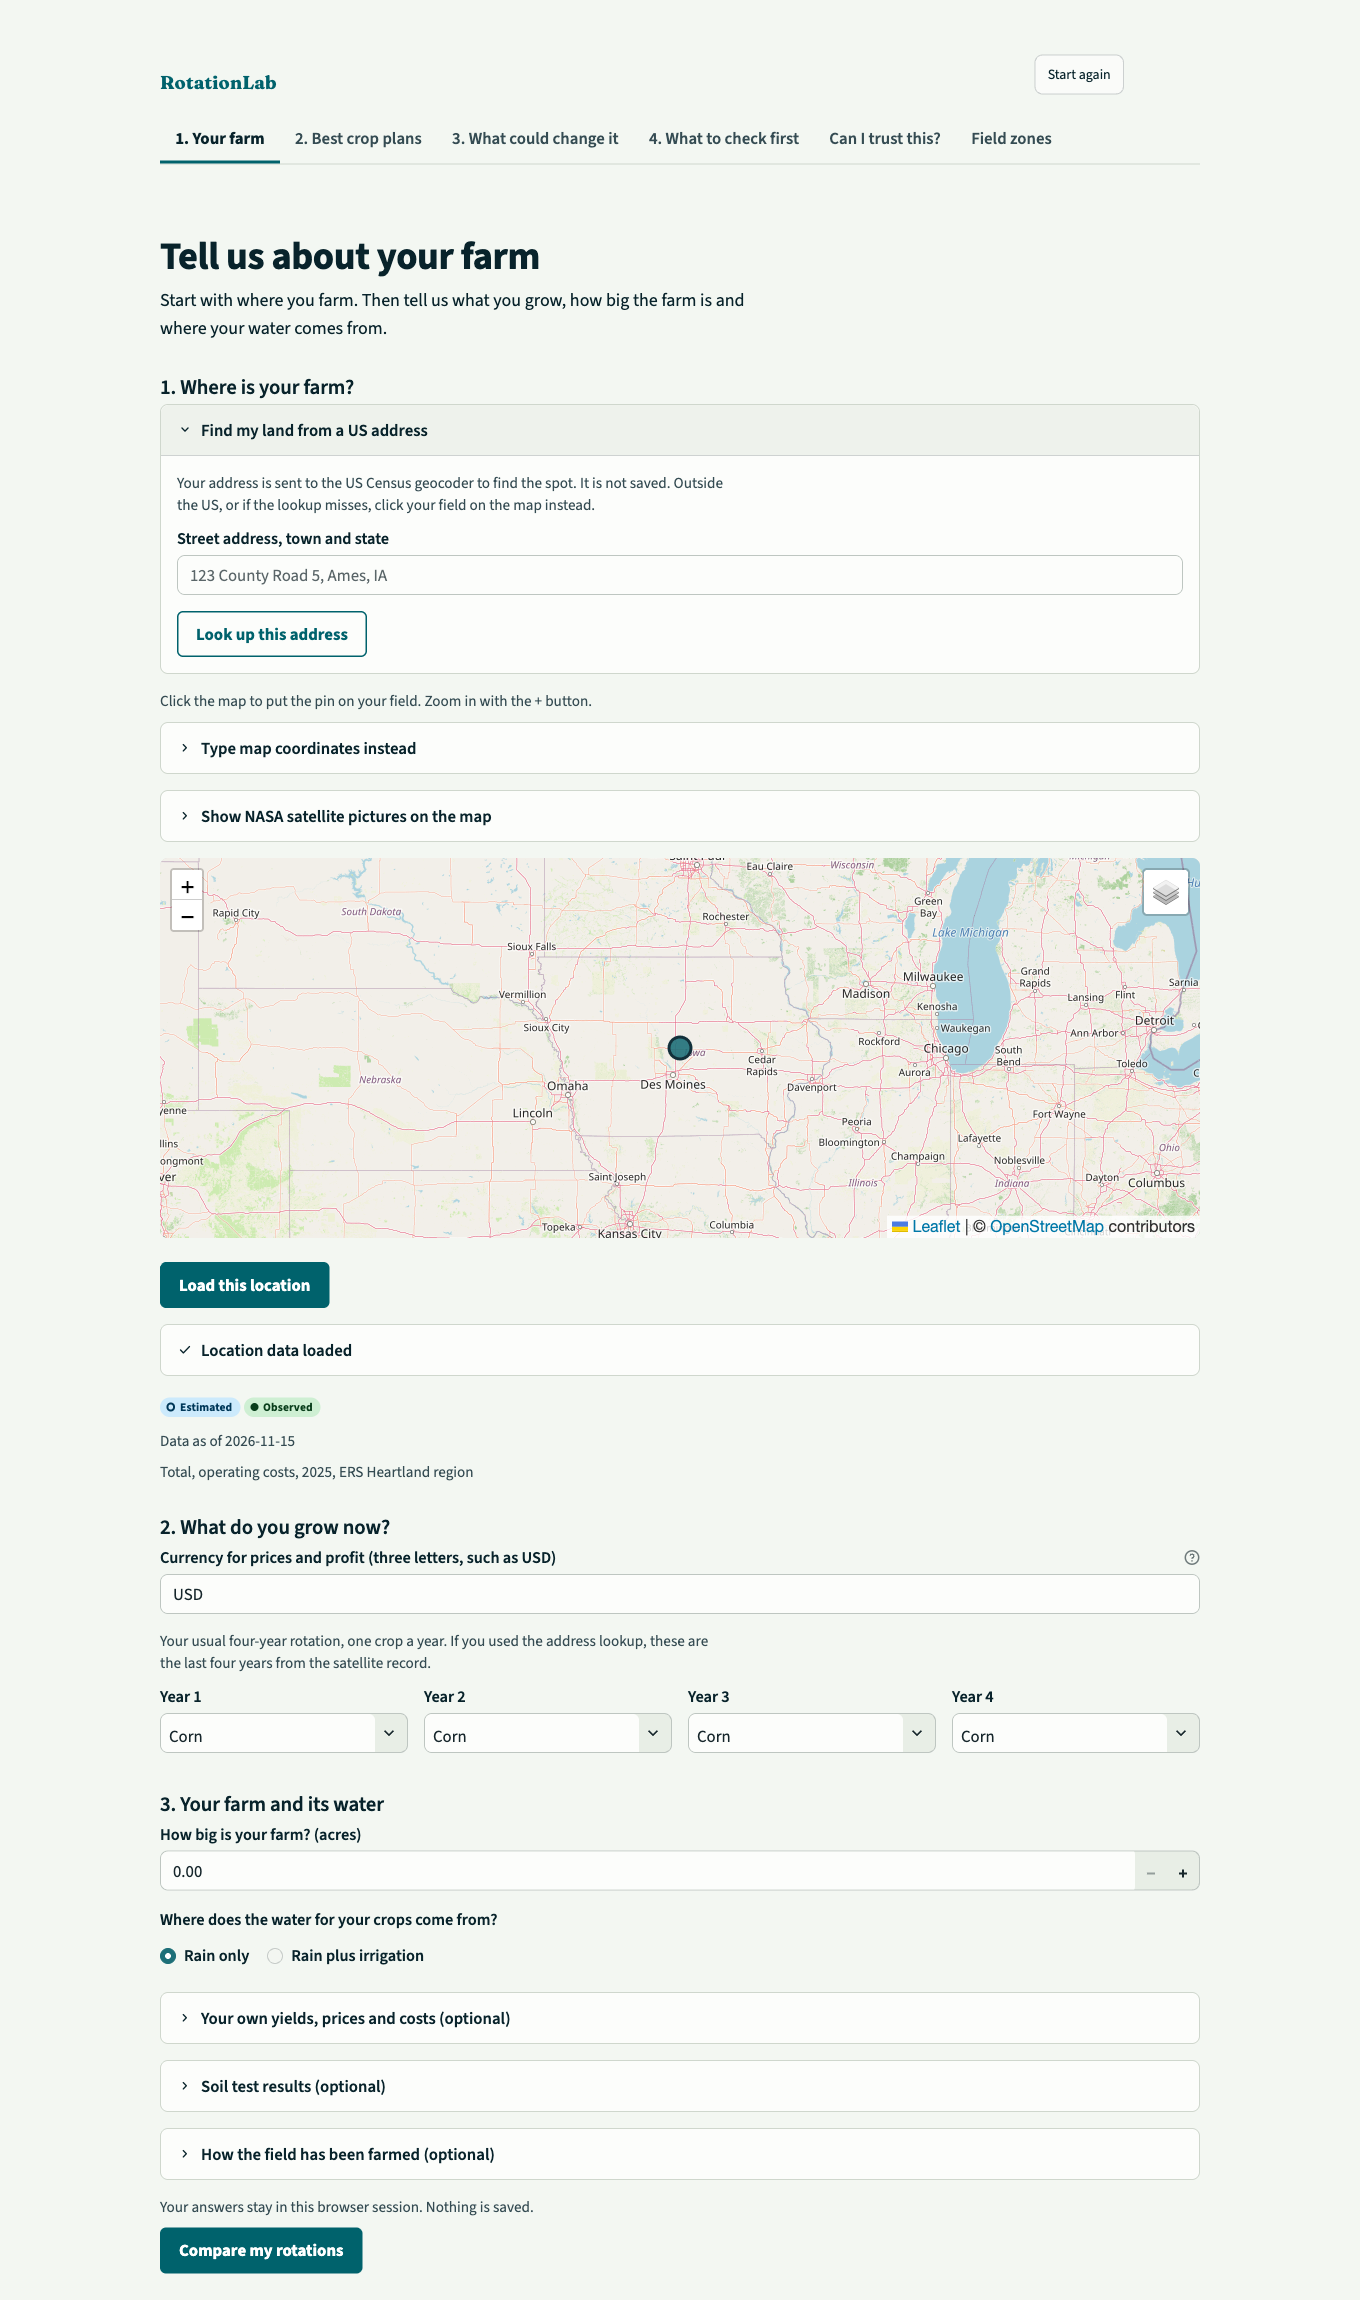 RotationLab
Start again
1. Your farm
2. Best crop plans
3. What could change it
4. What to check first
Can I trust this?
Field zones
Tell us about your farm
Start with where you farm. Then tell us what you grow, how big the farm is and
where your water comes from.
1. Where is your farm?
Find my land from a US address
Your address is sent to the US Census geocoder to find the spot. It is not saved. Outside
the US, or if the lookup misses, click your field on the map instead.
Street address, town and state
123 County Road 5, Ames, IA
Look up this address
Click the map to put the pin on your field. Zoom in with the + button.
Type map coordinates instead
Show NASA satellite pictures on the map
+
−
Eau Claire
Wisconsin
Rapid City
South Dakota
Rochester
Green
Bay
Lake Michigan
Sioux Falls
Milwaukee
Grand
Rapids
Sarnia
Vermillion
Madison
Kenosha
Lansing
Flint
Sioux City
Waukegan
Detroit
Ann Arbor
Rockford
Chicago
South
Bend
Cedar
Rapids
Toledo
Nebraska
Omaha
Des Moines
Davenport
Aurora
Lincoln
Peoria
Fort Wayne
Bloomington
Lafayette
Ohio
Champaign
Noblesville
Saint Joseph
Illinois
Indiana
Dayton
Columbus
Topeka
Kansas City
Columbia
Leaflet | © OpenStreetMap contributors
Load this location
Location data loaded
Estimated
Observed
Data as of 2026-11-15
Total, operating costs, 2025, ERS Heartland region
2. What do you grow now?
Currency for prices and profit (three letters, such as USD)
USD
Your usual four-year rotation, one crop a year. If you used the address lookup, these are
the last four years from the satellite record.
Year 1
Year 2
Year 3
Year 4
Corn
Corn
Corn
Corn
3. Your farm and its water
How big is your farm? (acres)
0.00
− +
Where does the water for your crops come from?
Rain only
Rain plus irrigation
Your own yields, prices and costs (optional)
Soil test results (optional)
How the field has been farmed (optional)
Your answers stay in this browser session. Nothing is saved.
Compare my rotations